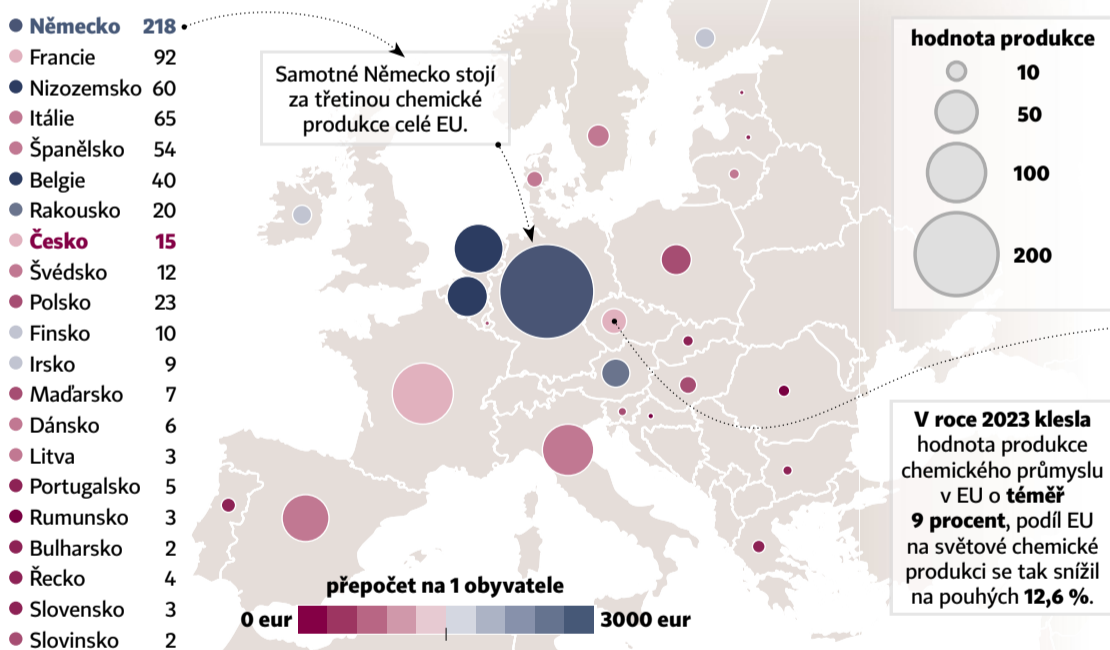 Německo 218
Francie 92
Nizozemsko 60
Itálie 65
Španělsko 54
Belgie 40
Rakousko 20
Česko 15
Švédsko 12
Polsko 23
Finsko 10
Irsko 9
Maďarsko 7
Dánsko 6
Litva 3
Portugalsko 5
Rumunsko 3
Bulharsko 2
Řecko 4
Slovensko 3
Slovinsko 2
Samotné Německo stojí
za třetinou chemické
produkce celé EU.
hodnota produkce
10
50
100
200
V roce 2023 klesla
hodnota produkce
chemického průmyslu
v EU o téměř
9 procent, podíl EU
na světové chemické
produkci se tak snížil
na pouhých 12,6 %.
přepočet na 1 obyvatele
0 eur 3000 eur